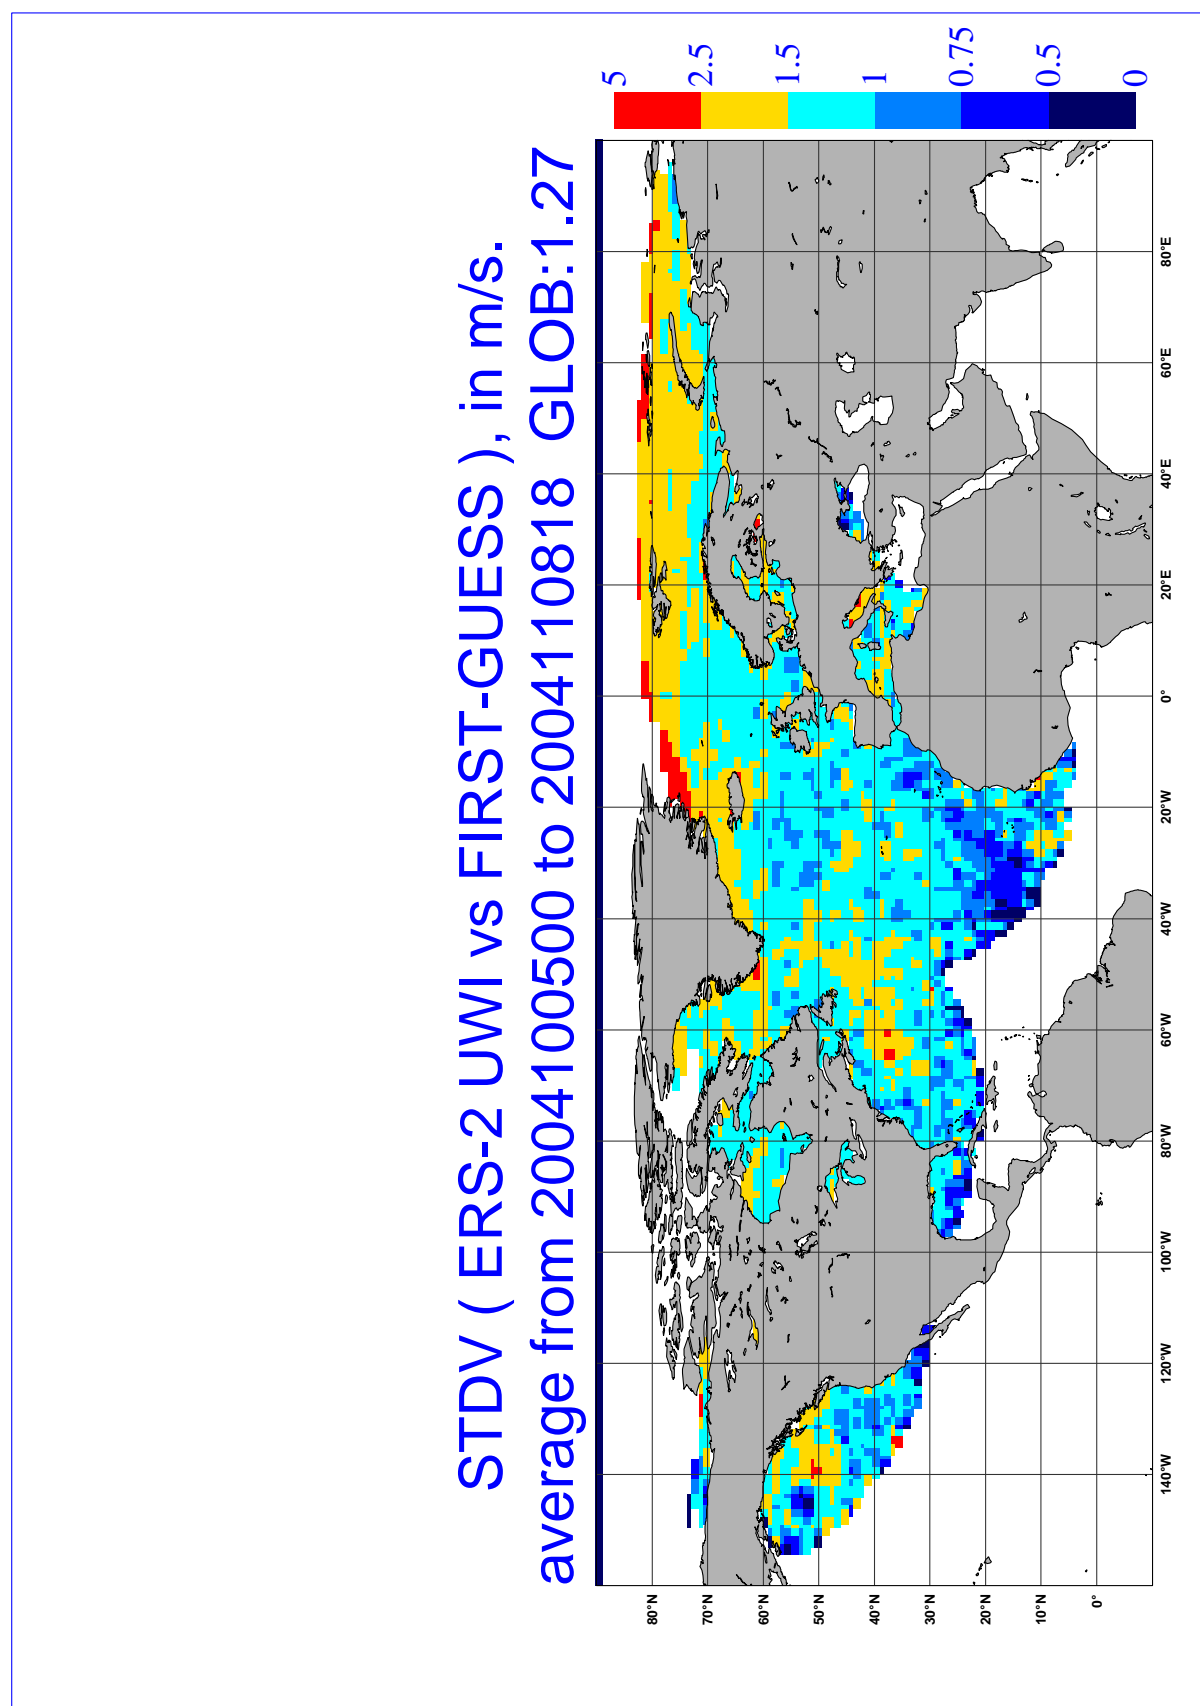 STDV ( ERS-2 UWI vs FIRST-GUESS ), in m/s.
average from 2004100500 to 2004110818 GLOB:1.27
5
2.5
1.5
1
0.75
0.5
0
80°N
70°N
60°N
50°N
40°N
30°N
20°N
10°N
0°
140°W
120°W
100°W
80°W
60°W
40°W
20°W
0°
20°E
40°E
60°E
80°E